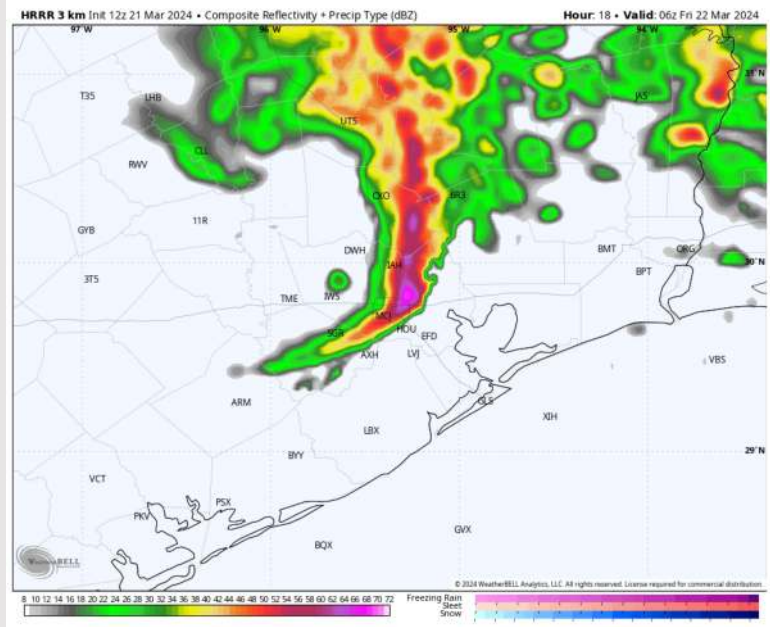 HRRR 3 km Init 12z 21 Mar 2024 • Composite Reflectivity + Precip Type (dBZ)
Hour: 18 • Valid: 06z Fri 22 Mar 2024
97°W 96°W 95°W 94°W
31°N
T35 LHB JAS
UTS
CLL
RWV
CXO BR3
11R
GYB
DWH BMT ORG
IAH 30°N
BPT
3T5
TME IWS
MCJ
SGR HOU EFD
AXH LVJ
VBS
ARM GLS
XIH
LBX
29°N
BYY
VCT
PSX
PKV
GVX
BQX
WeatherBELL
© 2024 WeatherBELL Analytics, LLC. All rights reserved. License required for commercial distribution.
8 10 12 14 16 18 20 22 24 26 28 30 32 34 36 38 40 42 44 46 48 50 52 54 56 58 60 62 64 66 68 70 72
Freezing Rain
Sleet
Snow